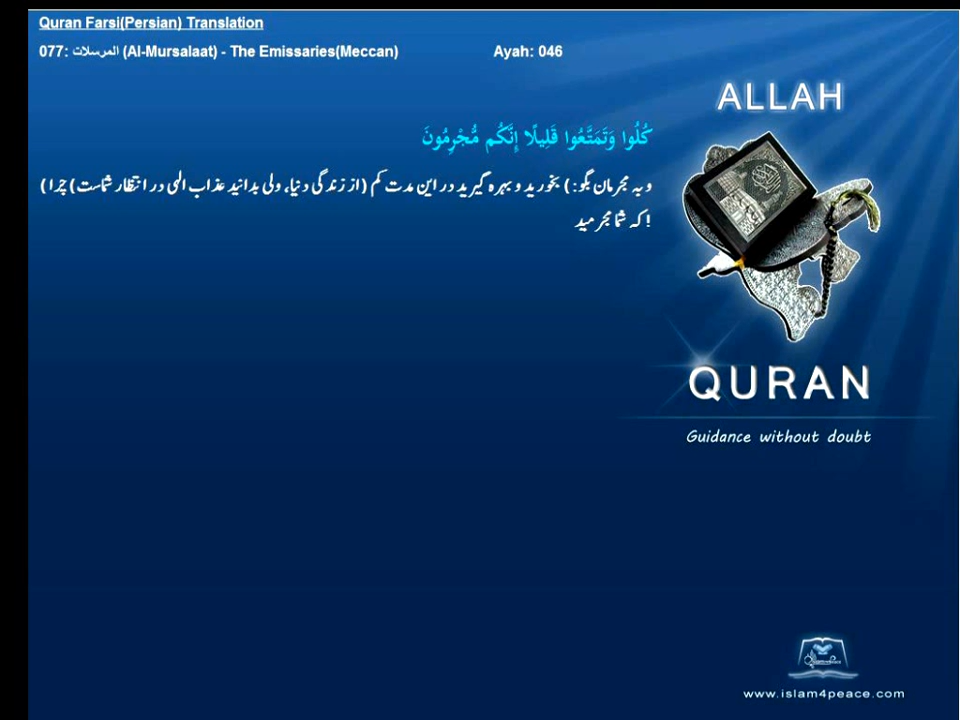 Quran Farsi(Persian) Translation
077: المرسلات (Al-Mursalaat) - The Emissaries(Meccan) Ayah: 046
ALLAH
كُلُوا وَتَمَتَّعُوا قَلِيلًا إِنَّكُم مُّجْرِمُونَ
و به مجرمان بگو:) بخورید و بهره گیرید در این مدت کم (از زندگی دنیا، ولی بدانید عذاب الهی در انتظار شماست) چرا)
!که شما مجرمید
QURAN
Guidance without doubt
www.islam4peace.com